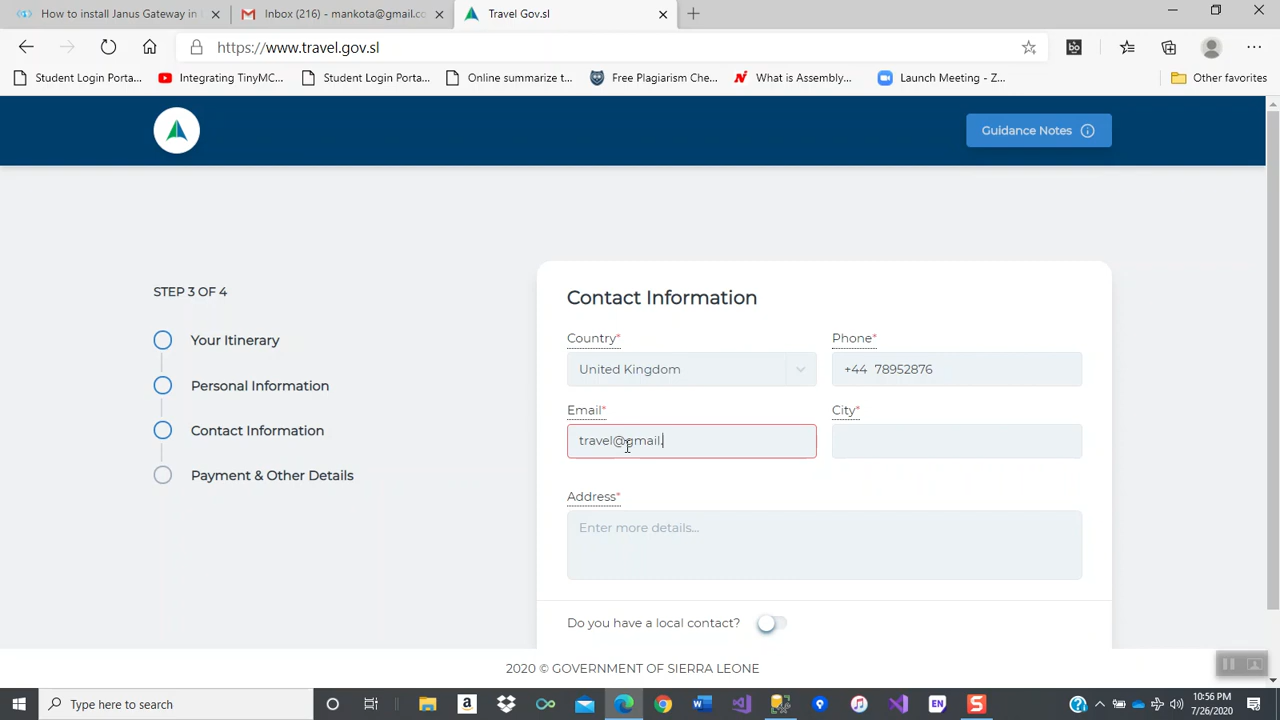 How to install Janus Gateway in
Inbox (216) - mankota@gmail.co
Travel Gov.sl
https://www.travel.gov.sl
Student Login Porta...
Integrating TinyMC...
Student Login Porta...
Online summarize t...
Free Plagiarism Che...
What is Assembly...
Launch Meeting - Z...
Other favorites
Guidance Notes
STEP 3 OF 4
Your Itinerary
Personal Information
Contact Information
Payment & Other Details
Contact Information
Country*
Phone*
United Kingdom
+44 78952876
Email*
City*
travel@gmail.
Address*
Enter more details...
Do you have a local contact?
2020 © GOVERNMENT OF SIERRA LEONE
Type here to search
10:56 PM
7/26/2020